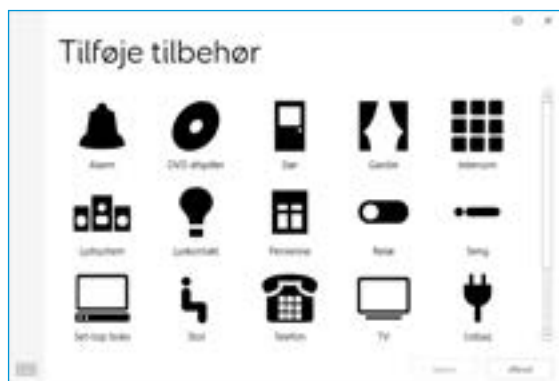 Tilføje tilbehør
Alarm
DVD afspiller
Dør
Gardin
Intercom
Lydsystem
Lyskontakt
Persienne
Relæ
Seng
Set-top boks
Stol
Telefon
TV
Udtag